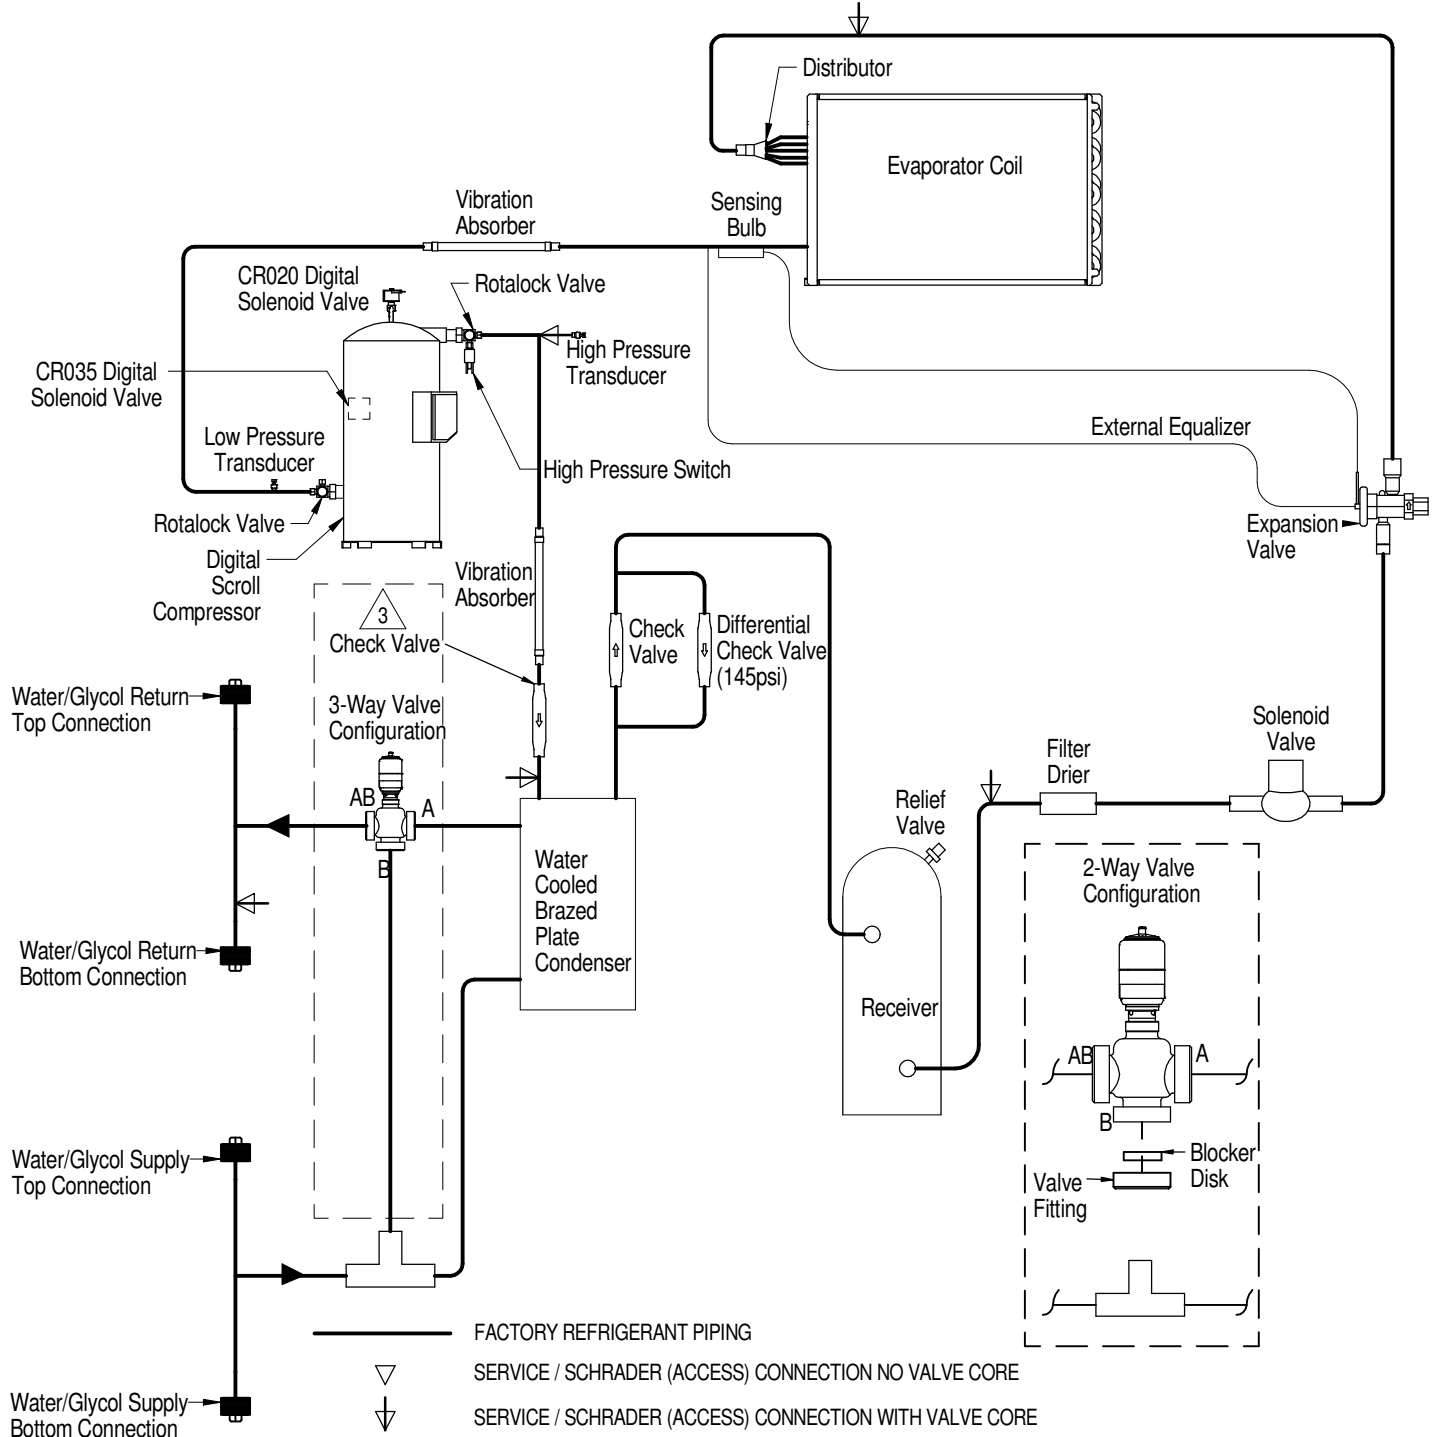 Distributor
Evaporator Coil
Vibration
Absorber
Sensing
Bulb
CR020 Digital
Solenoid Valve
Rotalock Valve
High Pressure
Transducer
CR035 Digital
Solenoid Valve
Low Pressure
Transducer
External Equalizer
High Pressure Switch
Rotalock Valve
Expansion
Valve
Digital
Scroll
Compressor
Vibration
Absorber
3
Check Valve
Check
Valve
Differential
Check Valve
(145psi)
Water/Glycol Return
Top Connection
3-Way Valve
Configuration
Solenoid
Valve
Filter
Drier
AB
A
B
Relief
Valve
Water
Cooled
Brazed
Plate
Condenser
2-Way Valve
Configuration
Water/Glycol Return
Bottom Connection
Receiver
AB
A
B
Blocker
Disk
Valve
Fitting
Water/Glycol Supply
Top Connection
FACTORY REFRIGERANT PIPING
SERVICE / SCHRADER (ACCESS) CONNECTION NO VALVE CORE
Water/Glycol Supply
Bottom Connection
SERVICE / SCHRADER (ACCESS) CONNECTION WITH VALVE CORE